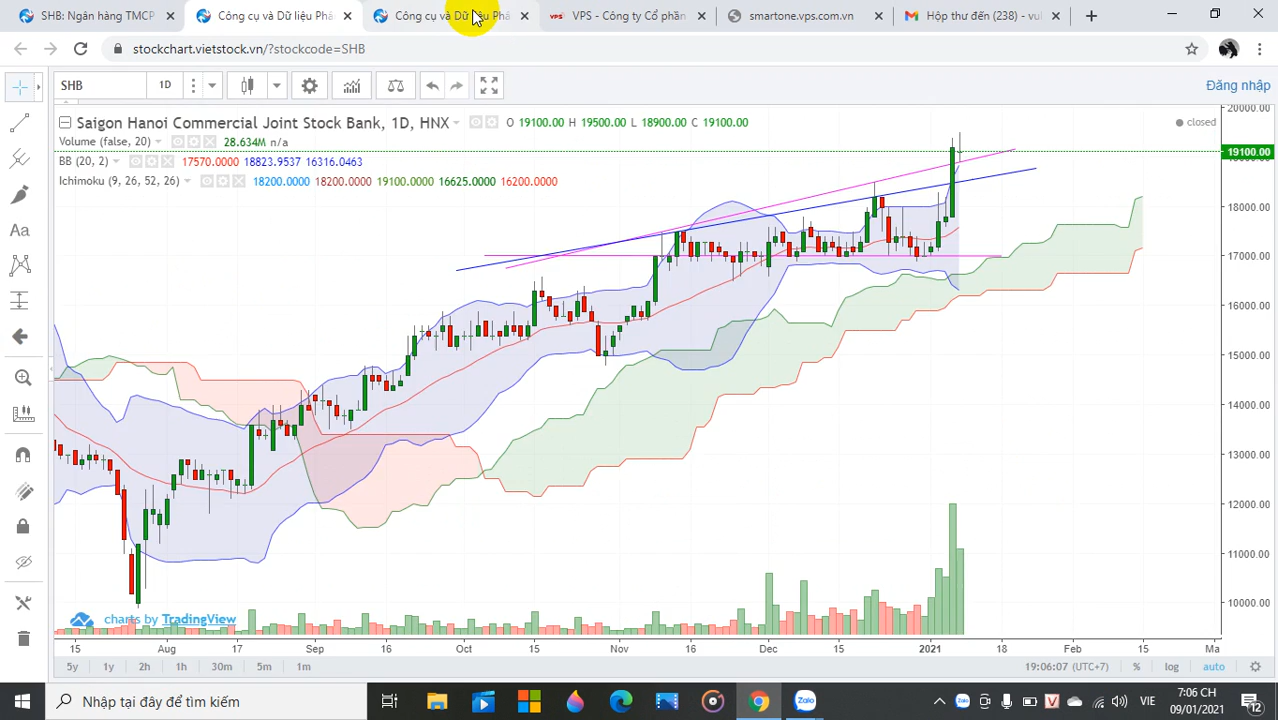 SHB: Ngân hàng TMCP
Công cụ và Dữ liệu Phâ
Công cụ và Dữ liệu Phâ
VPS - Công ty Cổ phần
smartone.vps.com.vn
Hộp thư đến (238) - vu
stockchart.vietstock.vn/?stockcode=SHB
SHB
1D
Đăng nhập
Saigon Hanoi Commercial Joint Stock Bank, 1D, HNX
O 19100.00 H 19500.00 L 18900.00 C 19100.00
closed
Volume (false, 20)
28.634M n/a
BB (20, 2)
17570.0000 18823.9537 16316.0463
Ichimoku (9, 26, 52, 26)
18200.0000 18200.0000 19100.0000 16625.0000 16200.0000
20000.00
19100.00
18000.00
17000.00
16000.00
15000.00
14000.00
13000.00
12000.00
11000.00
10000.00
charts by TradingView
15 Aug 17 Sep 16 Oct 15 Nov 16 Dec 15 2021 18 Feb 15 Ma
5y 1y 2h 1h 30m 5m 1m
19:06:07 (UTC+7)
% log auto
Nhập tại đây để tìm kiếm
VIE
7:06 CH
09/01/2021
12